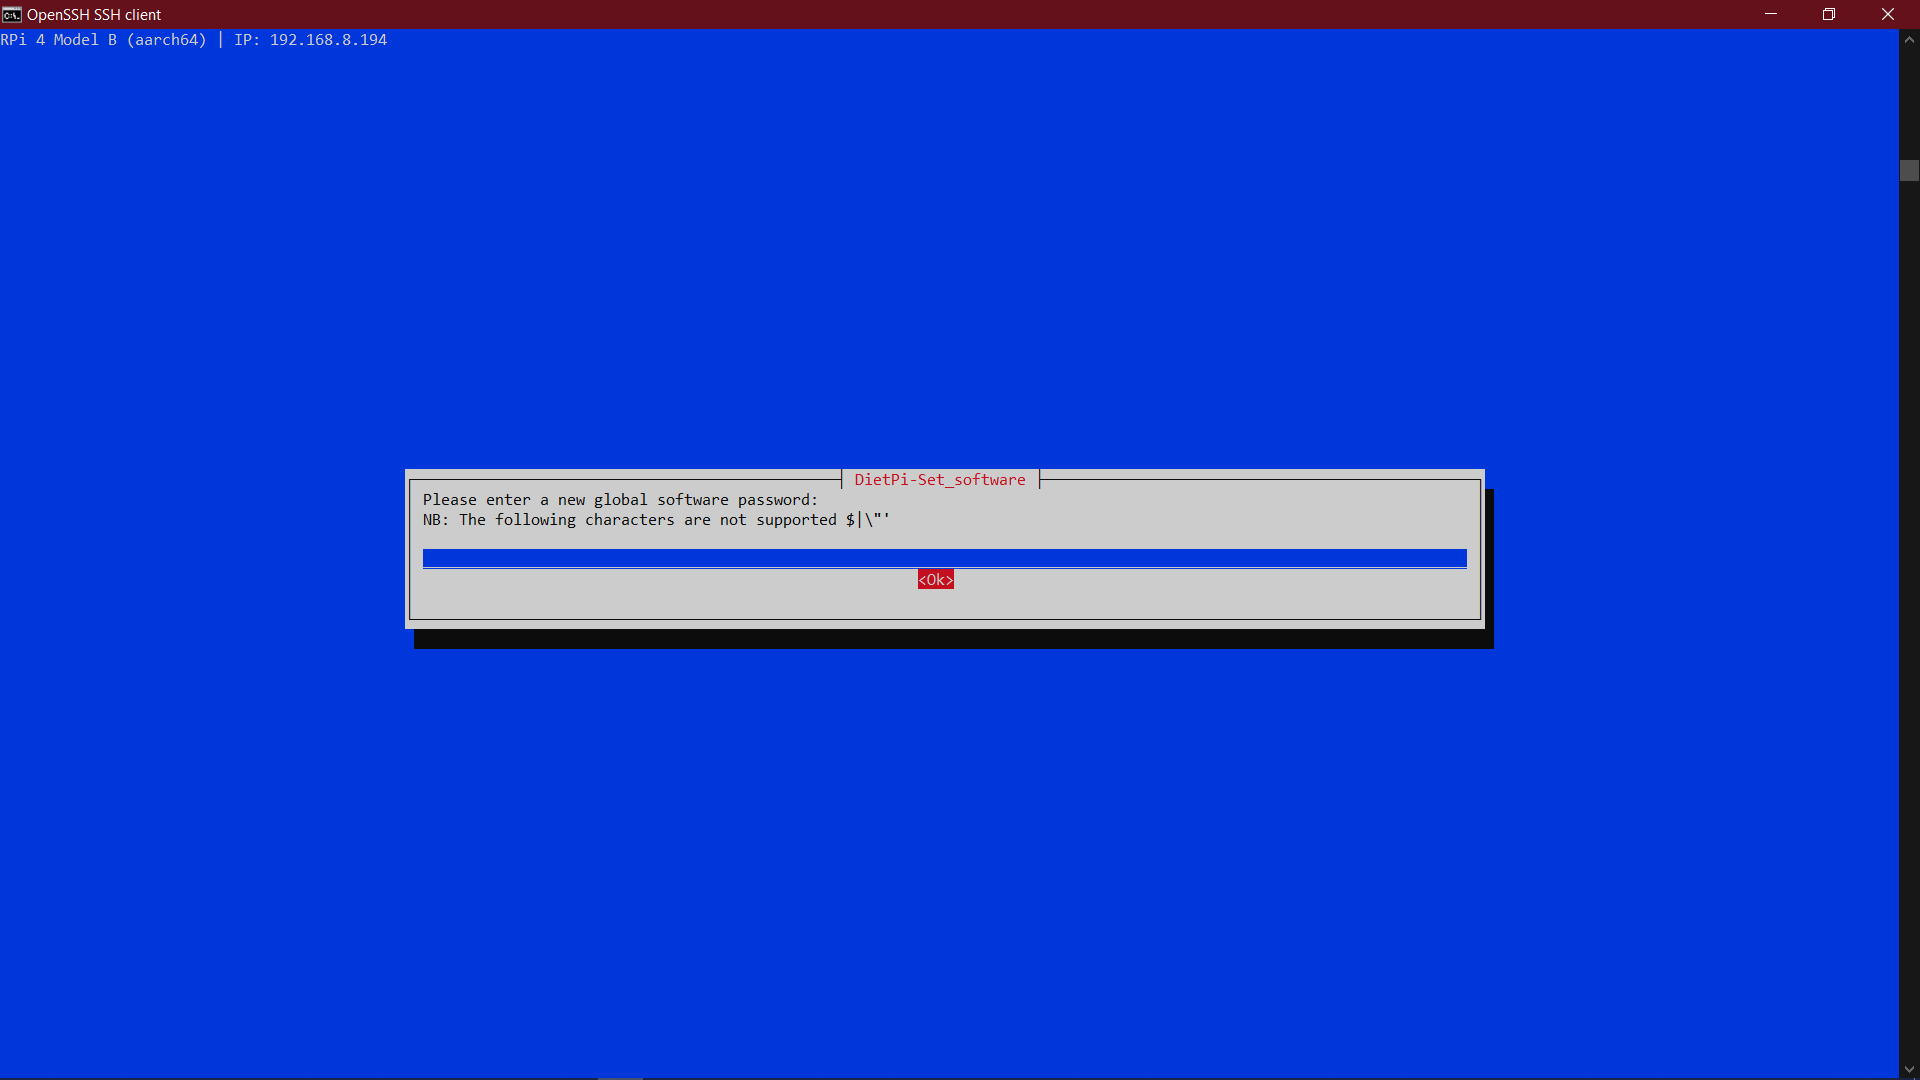 OpenSSH SSH client
RPi 4 Model B (aarch64) | IP: 192.168.8.194
DietPi-Set_software
Please enter a new global software password:
NB: The following characters are not supported $|\"'
<Ok>